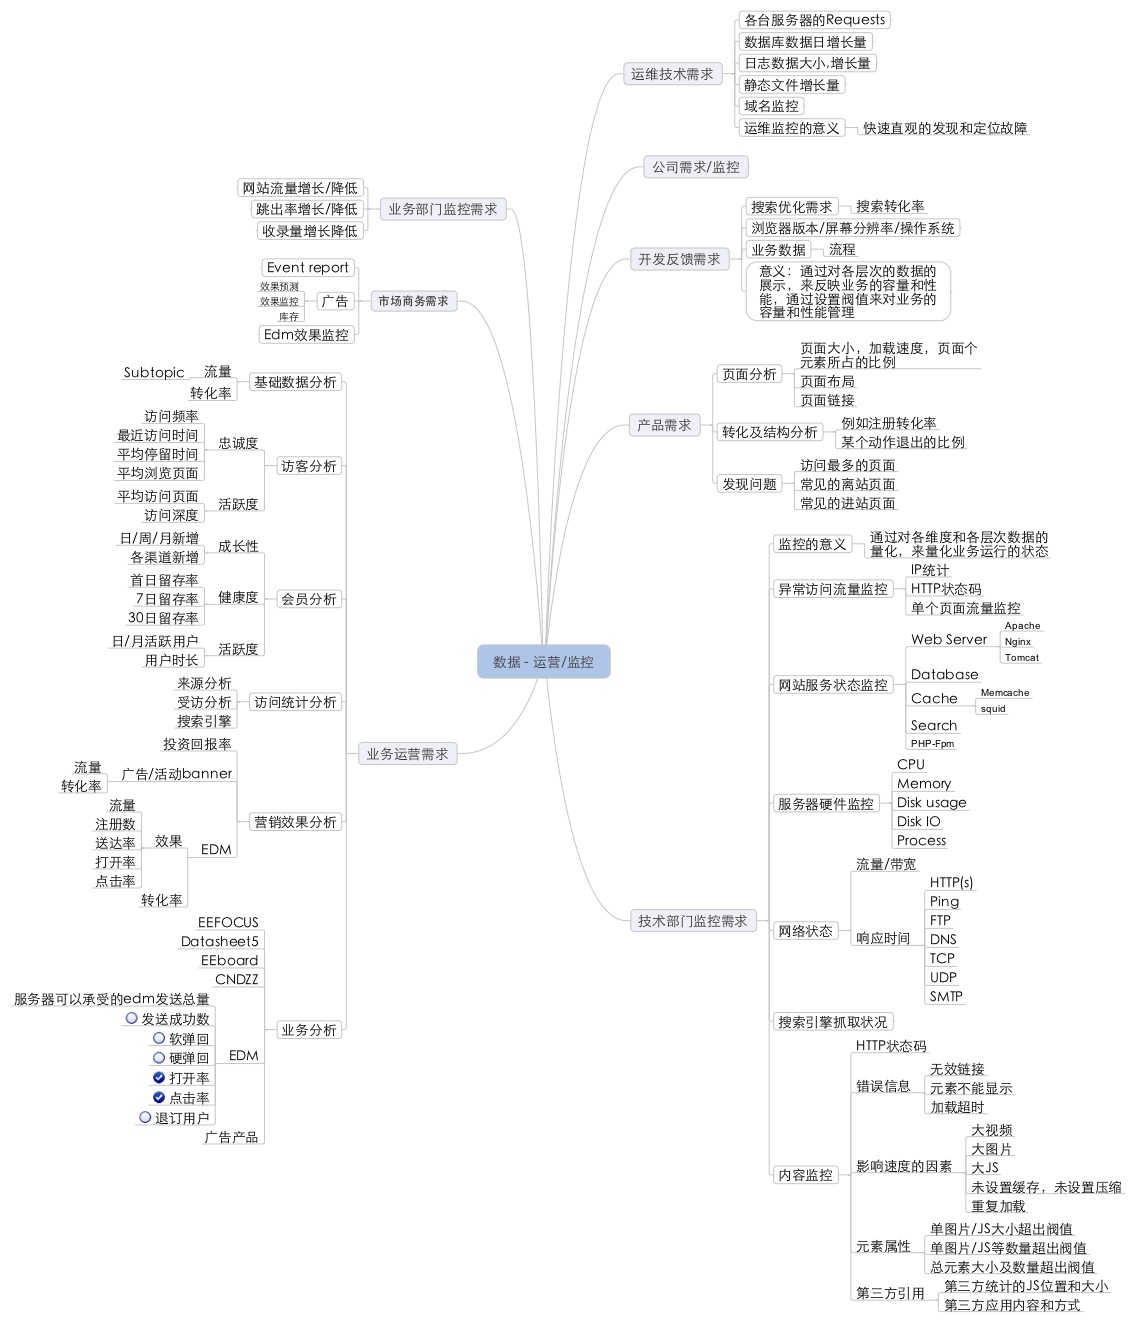 数据 - 运营/监控
运维技术需求
各台服务器的Requests
数据库数据日增长量
日志数据大小,增长量
静态文件增长量
域名监控
运维监控的意义
快速直观的发现和定位故障
公司需求/监控
开发反馈需求
搜索优化需求
搜索转化率
浏览器版本/屏幕分辨率/操作系统
业务数据
流程
意义：通过对各层次的数据的
展示，来反映业务的容量和性
能，通过设置阀值来对业务的
容量和性能管理
产品需求
页面分析
页面大小，加载速度，页面个
元素所占的比例
页面布局
页面链接
转化及结构分析
例如注册转化率
某个动作退出的比例
发现问题
访问最多的页面
常见的离站页面
常见的进站页面
技术部门监控需求
监控的意义
通过对各维度和各层次数据的
量化，来量化业务运行的状态
异常访问流量监控
IP统计
HTTP状态码
单个页面流量监控
网站服务状态监控
Web Server
Apache
Nginx
Tomcat
Database
Cache
Memcache
squid
Search
PHP-Fpm
服务器硬件监控
CPU
Memory
Disk usage
Disk IO
Process
网络状态
流量/带宽
响应时间
HTTP(s)
Ping
FTP
DNS
TCP
UDP
SMTP
搜索引擎抓取状况
内容监控
HTTP状态码
错误信息
无效链接
元素不能显示
加载超时
影响速度的因素
大视频
大图片
大JS
未设置缓存，未设置压缩
重复加载
元素属性
单图片/JS大小超出阀值
单图片/JS等数量超出阀值
总元素大小及数量超出阀值
第三方引用
第三方统计的JS位置和大小
第三方应用内容和方式
业务部门监控需求
网站流量增长/降低
跳出率增长/降低
收录量增长降低
市场商务需求
Event report
广告
效果预测
效果监控
库存
Edm效果监控
业务运营需求
基础数据分析
流量
Subtopic
转化率
访客分析
忠诚度
访问频率
最近访问时间
平均停留时间
平均浏览页面
活跃度
平均访问页面
访问深度
会员分析
成长性
日/周/月新增
各渠道新增
健康度
首日留存率
7日留存率
30日留存率
活跃度
日/月活跃用户
用户时长
访问统计分析
来源分析
受访分析
搜索引擎
营销效果分析
投资回报率
广告/活动banner
流量
转化率
EDM
效果
流量
注册数
送达率
打开率
点击率
转化率
业务分析
EEFOCUS
Datasheet5
EEboard
CNDZZ
EDM
服务器可以承受的edm发送总量
发送成功数
软弹回
硬弹回
打开率
点击率
退订用户
广告产品